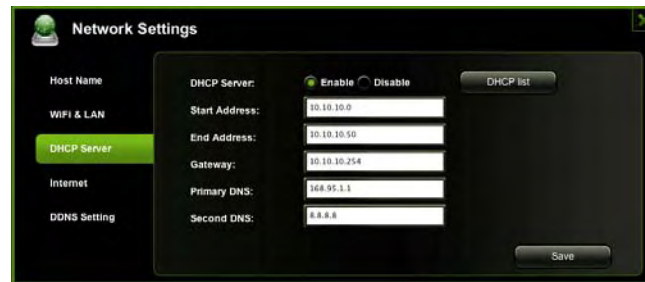 Network Settings
Host Name
WiFi & LAN
DHCP Server
Internet
DDNS Setting
DHCP Server: Enable Disable DHCP list
Start Address: 10.10.10.0
End Address: 10.10.10.50
Gateway: 10.10.10.254
Primary DNS: 168.95.1.1
Second DNS: 8.8.8.8
Save